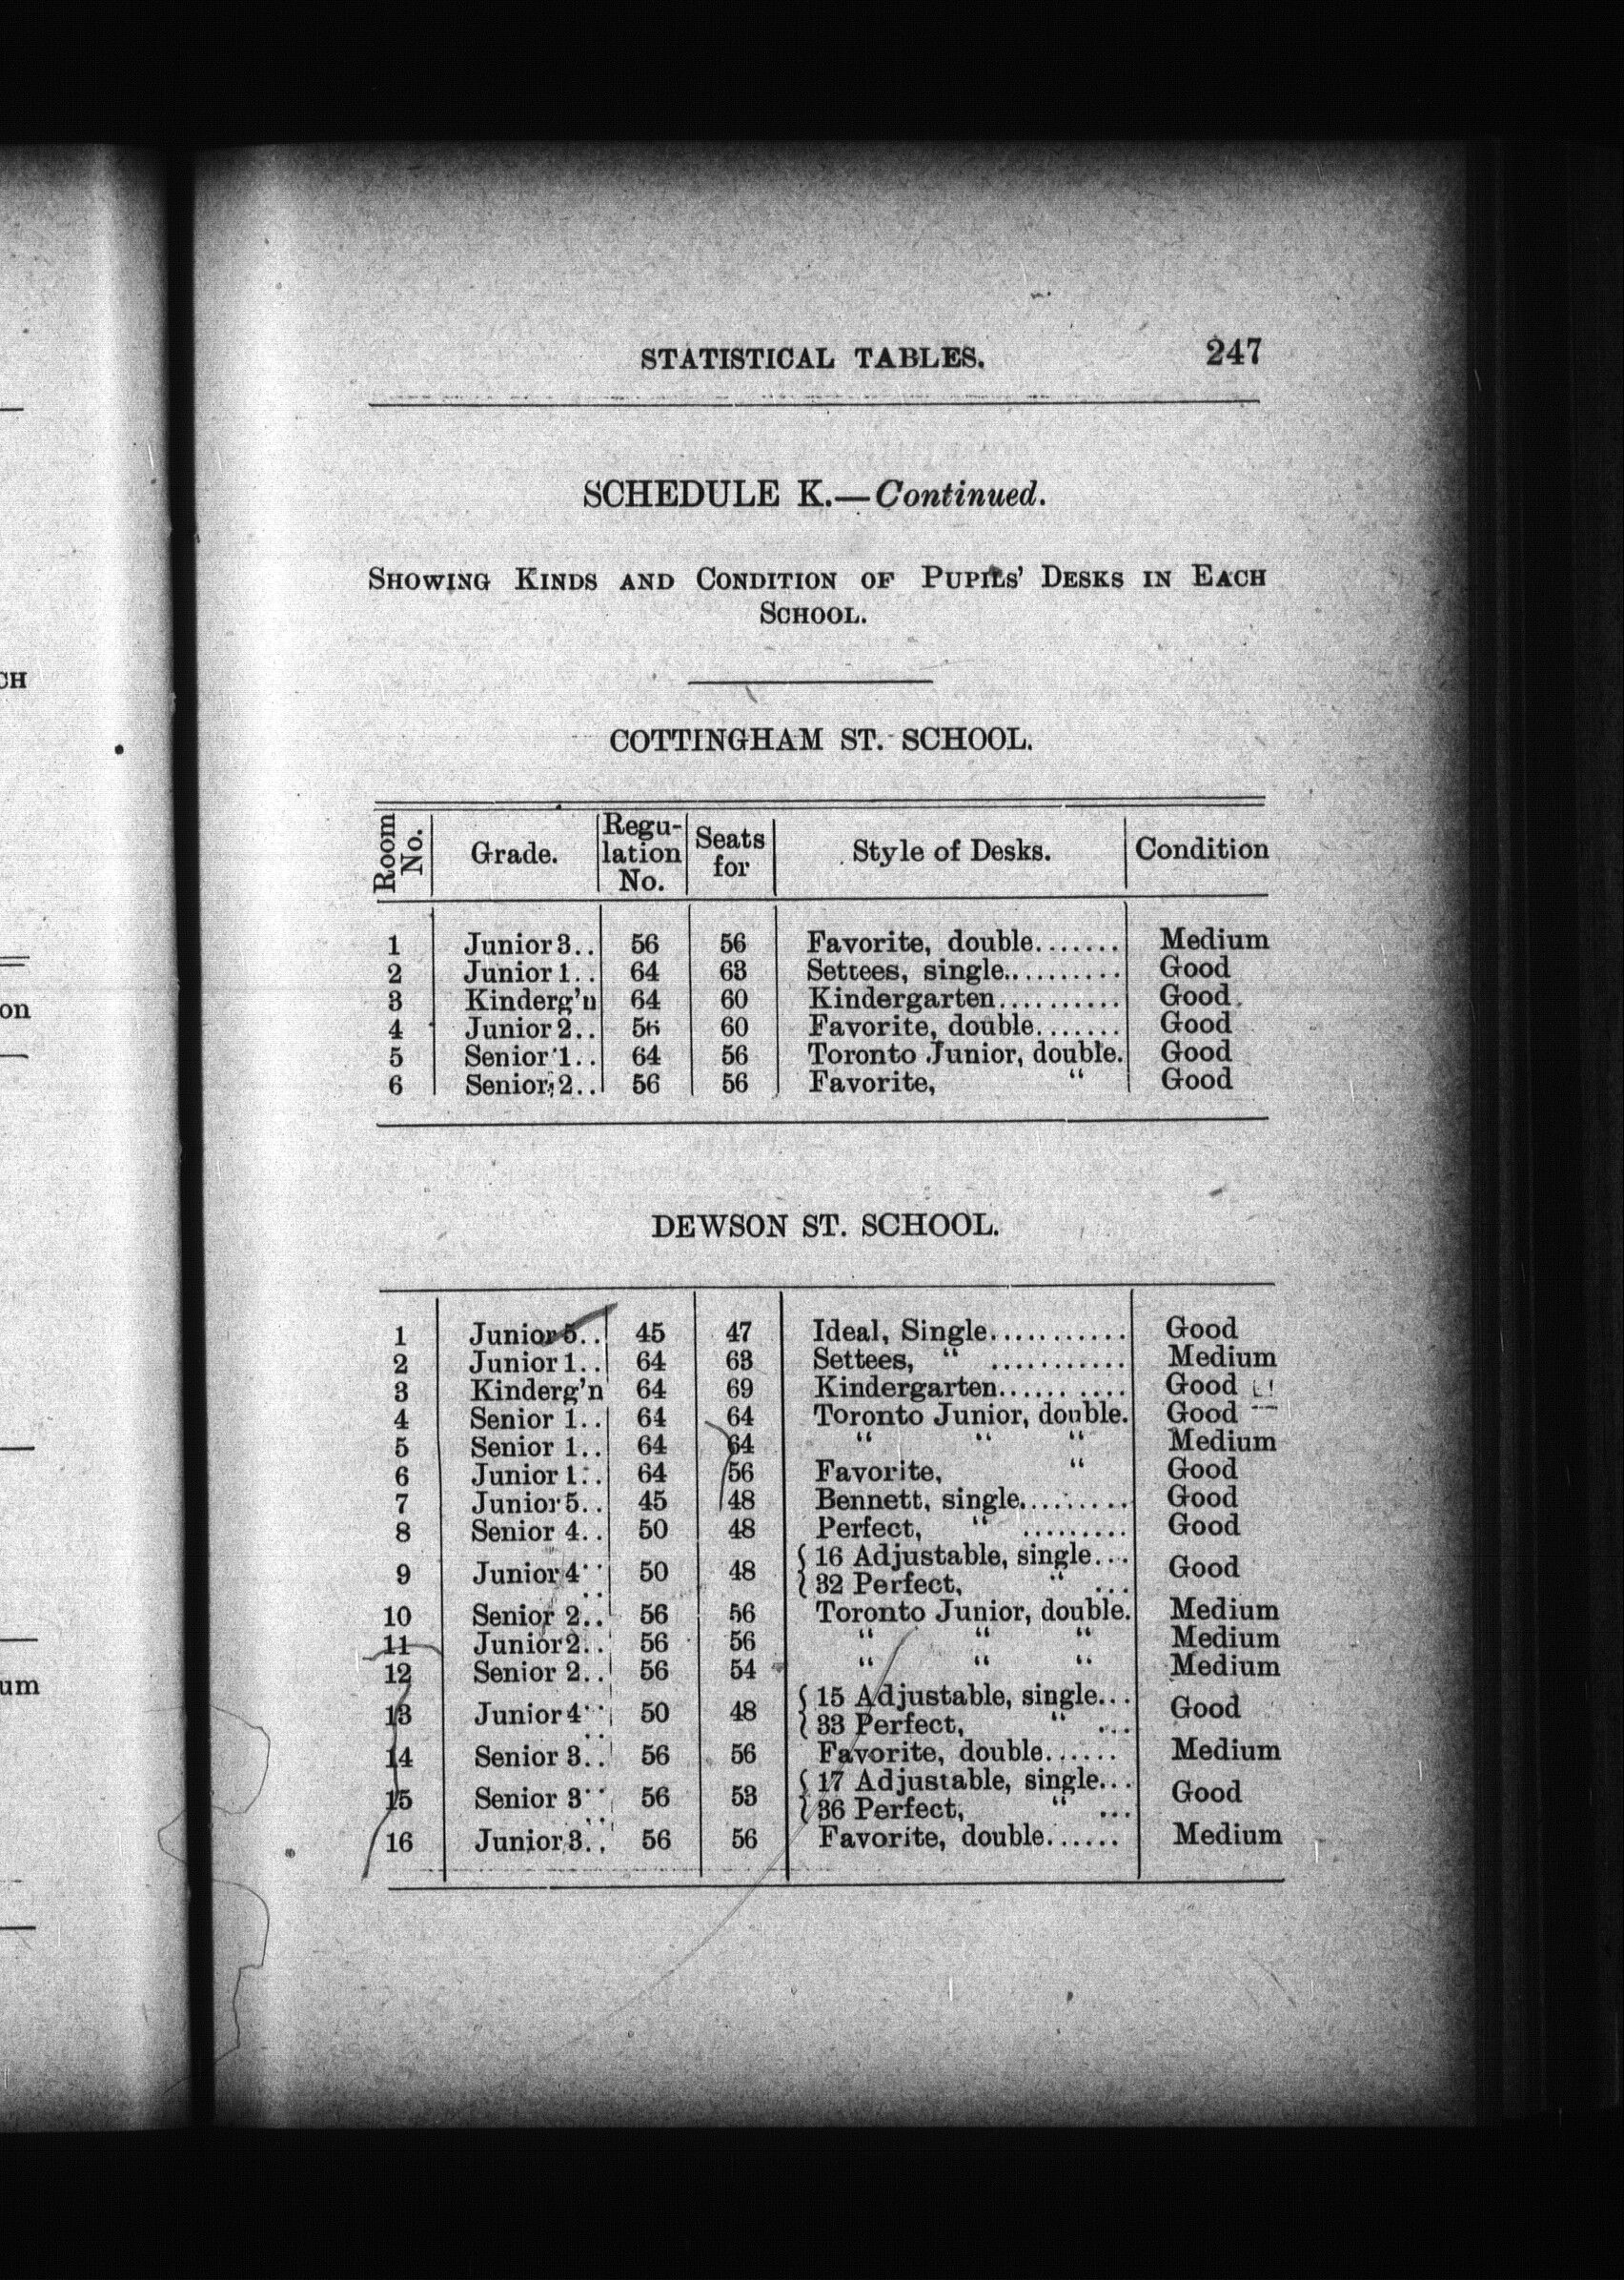 STATISTICAL TABLES. 247
SCHEDULE K.—Continued.
SHOWING KINDS AND CONDITION OF PUPILS' DESKS IN EACH
SCHOOL.
COTTINGHAM ST. SCHOOL.
Room No. Grade. Regu-lation No. Seats for Style of Desks. Condition
1 Junior 3.. 56 56 Favorite, double....... Medium
2 Junior 1.. 64 63 Settees, single.......... Good
3 Kinderg'n 64 60 Kindergarten.......... Good
4 Junior 2.. 56 60 Favorite, double....... Good
5 Senior 1.. 64 56 Toronto Junior, double. Good
6 Senior 2.. 56 56 Favorite, “ Good
DEWSON ST. SCHOOL.
1 Junior 5.. 45 47 Ideal, Single........... Good
2 Junior 1.. 64 63 Settees, “ ........... Medium
3 Kinderg'n 64 69 Kindergarten...... .... Good
4 Senior 1.. 64 64 Toronto Junior, double. Good
5 Senior 1.. 64 64 “ “ “ Medium
6 Junior 1.. 64 56 Favorite, “ Good
7 Junior 5.. 45 48 Bennett, single......... Good
8 Senior 4.. 50 48 Perfect, “ ......... Good
9 Junior 4.. 50 48 { 16 Adjustable, single... Good
{ 32 Perfect, “ ...
10 Senior 2.. 56 56 Toronto Junior, double. Medium
11 Junior 2.. 56 56 “ “ “ Medium
12 Senior 2.. 56 54 “ “ “ Medium
13 Junior 4.. 50 48 { 15 Adjustable, single... Good
{ 33 Perfect, “ ...
14 Senior 3.. 56 56 Favorite, double...... Medium
15 Senior 3.. 56 53 { 17 Adjustable, single... Good
{ 36 Perfect, “ ...
16 Junior 3.. 56 56 Favorite, double...... Medium
CH
on
um